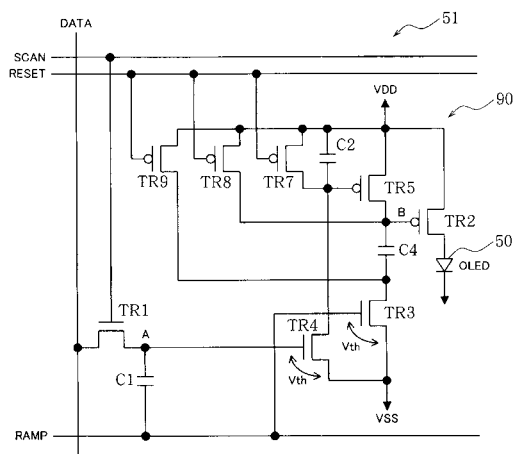 DATA
51
SCAN
RESET
VDD
90
C2
TR9
TR8
TR7
TR5
B
TR2
50
C4
OLED
TR1
A
TR4
TR3
Vth
C1
Vth
VSS
RAMP